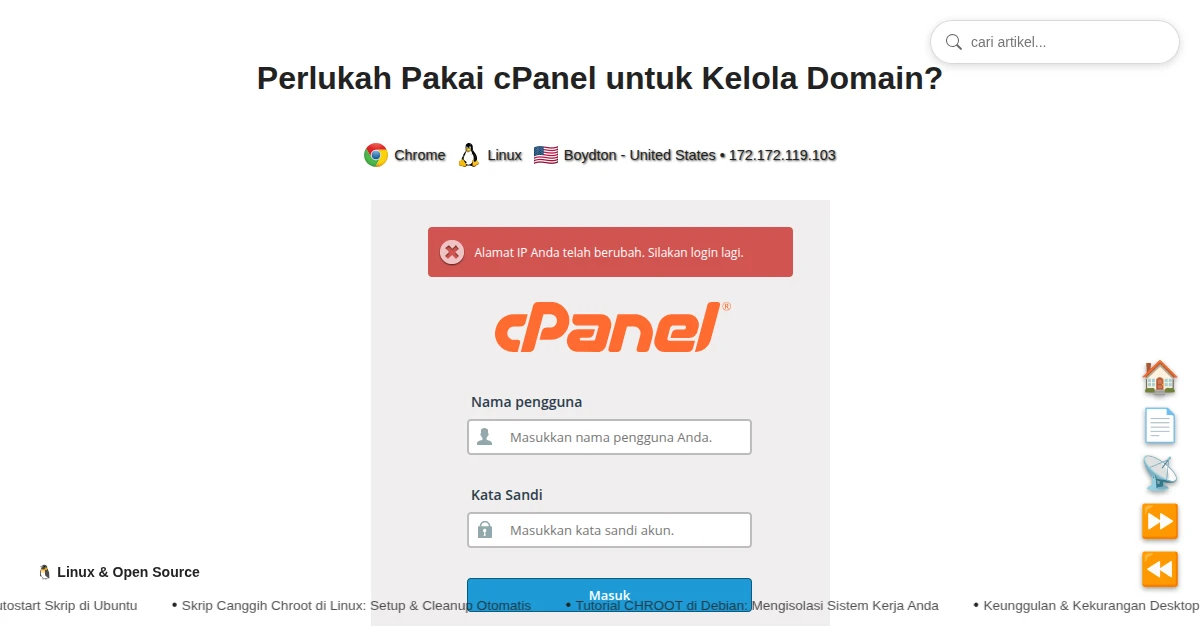 cari artikel...
Perlukah Pakai cPanel untuk Kelola Domain?
Chrome Linux Boydton - United States • 172.172.119.103
Alamat IP Anda telah berubah. Silakan login lagi.
cPanel®
Nama pengguna
Masukkan nama pengguna Anda.
Kata Sandi
Masukkan kata sandi akun.
Masuk
Linux & Open Source
utostart Skrip di Ubuntu • Skrip Canggih Chroot di Linux: Setup & Cleanup Otomatis • Tutorial CHROOT di Debian: Mengisolasi Sistem Kerja Anda • Keunggulan & Kekurangan Desktop